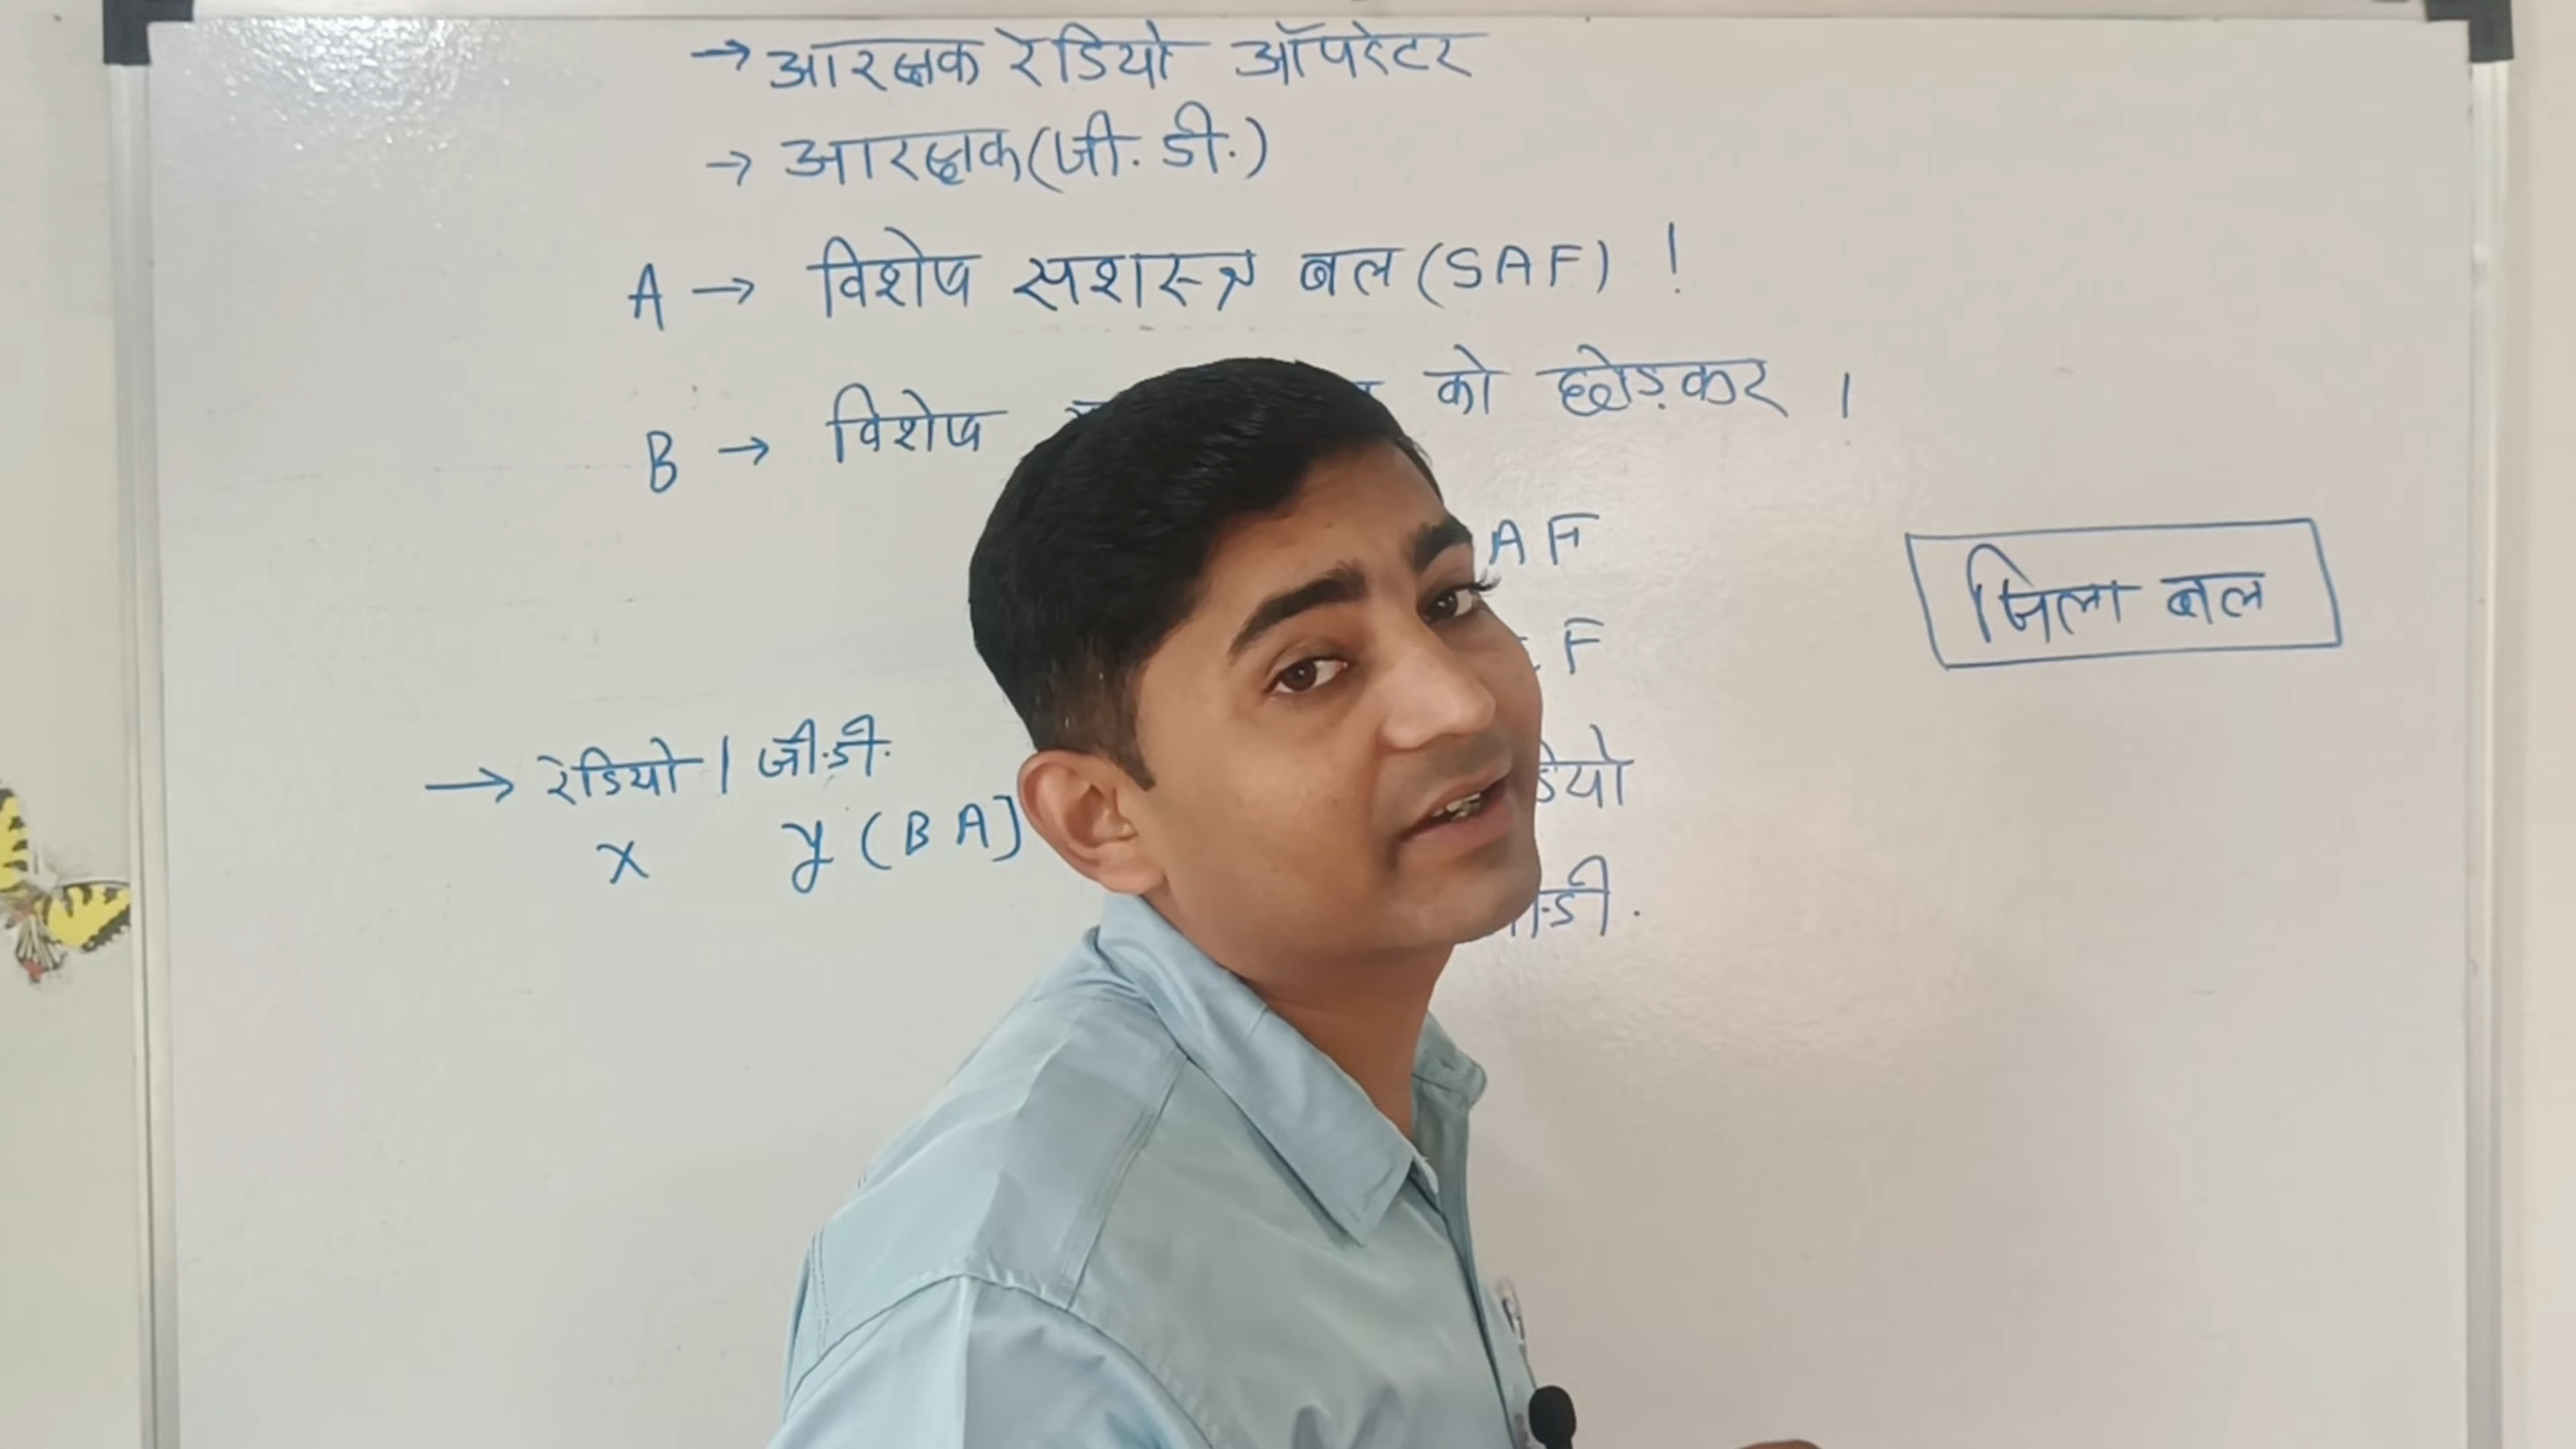 → आरक्षक रेडियो ऑपरेटर
→ आरक्षक (जी. डी.)
A → विशेष सशस्त्र बल (SAF) !
B → विशेष को छोड़कर ।
AF
जिला बल
F
→ रेडियो / जी.डी.
x y (B A]